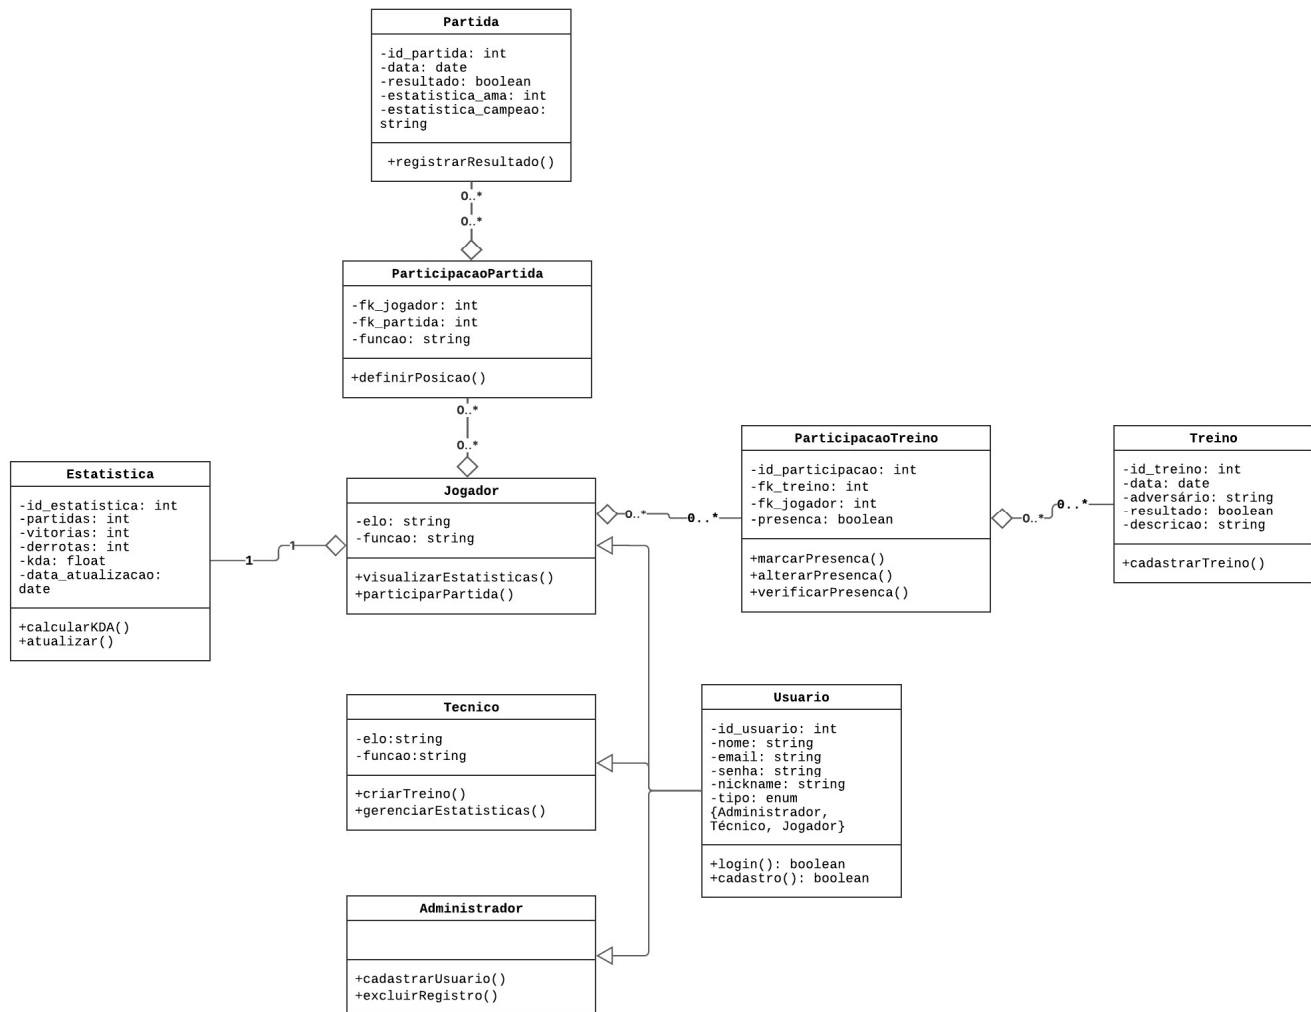 Partida
-id_partida: int
-data: date
-resultado: boolean
-estatistica_ama: int
-estatistica_campeao:
string
+registrarResultado()
0..*
0..*
ParticipacaoPartida
-fk_jogador: int
-fk_partida: int
-funcao: string
+definirPosicao()
0..*
0..*
Estatistica
-id_estatistica: int
-partidas: int
-vitorias: int
-derrotas: int
-kda: float
-data_atualizacao:
date
+calcularKDA()
+atualizar()
1
1
Jogador
-elo: string
-funcao: string
+visualizarEstatisticas()
+participarPartida()
0..*
0..*
ParticipacaoTreino
-id_participacao: int
-fk_treino: int
-fk_jogador: int
-presenca: boolean
+marcarPresenca()
+alterarPresenca()
+verificarPresenca()
0..*
0..*
Treino
-id_treino: int
-data: date
-adversário: string
-resultado: boolean
-descricao: string
+cadastrarTreino()
Tecnico
-elo:string
-funcao:string
+criarTreino()
+gerenciarEstatisticas()
Usuario
-id_usuario: int
-nome: string
-email: string
-senha: string
-nickname: string
-tipo: enum
{Administrador,
Técnico, Jogador}
+login(): boolean
+cadastro(): boolean
Administrador
+cadastrarUsuario()
+excluirRegistro()